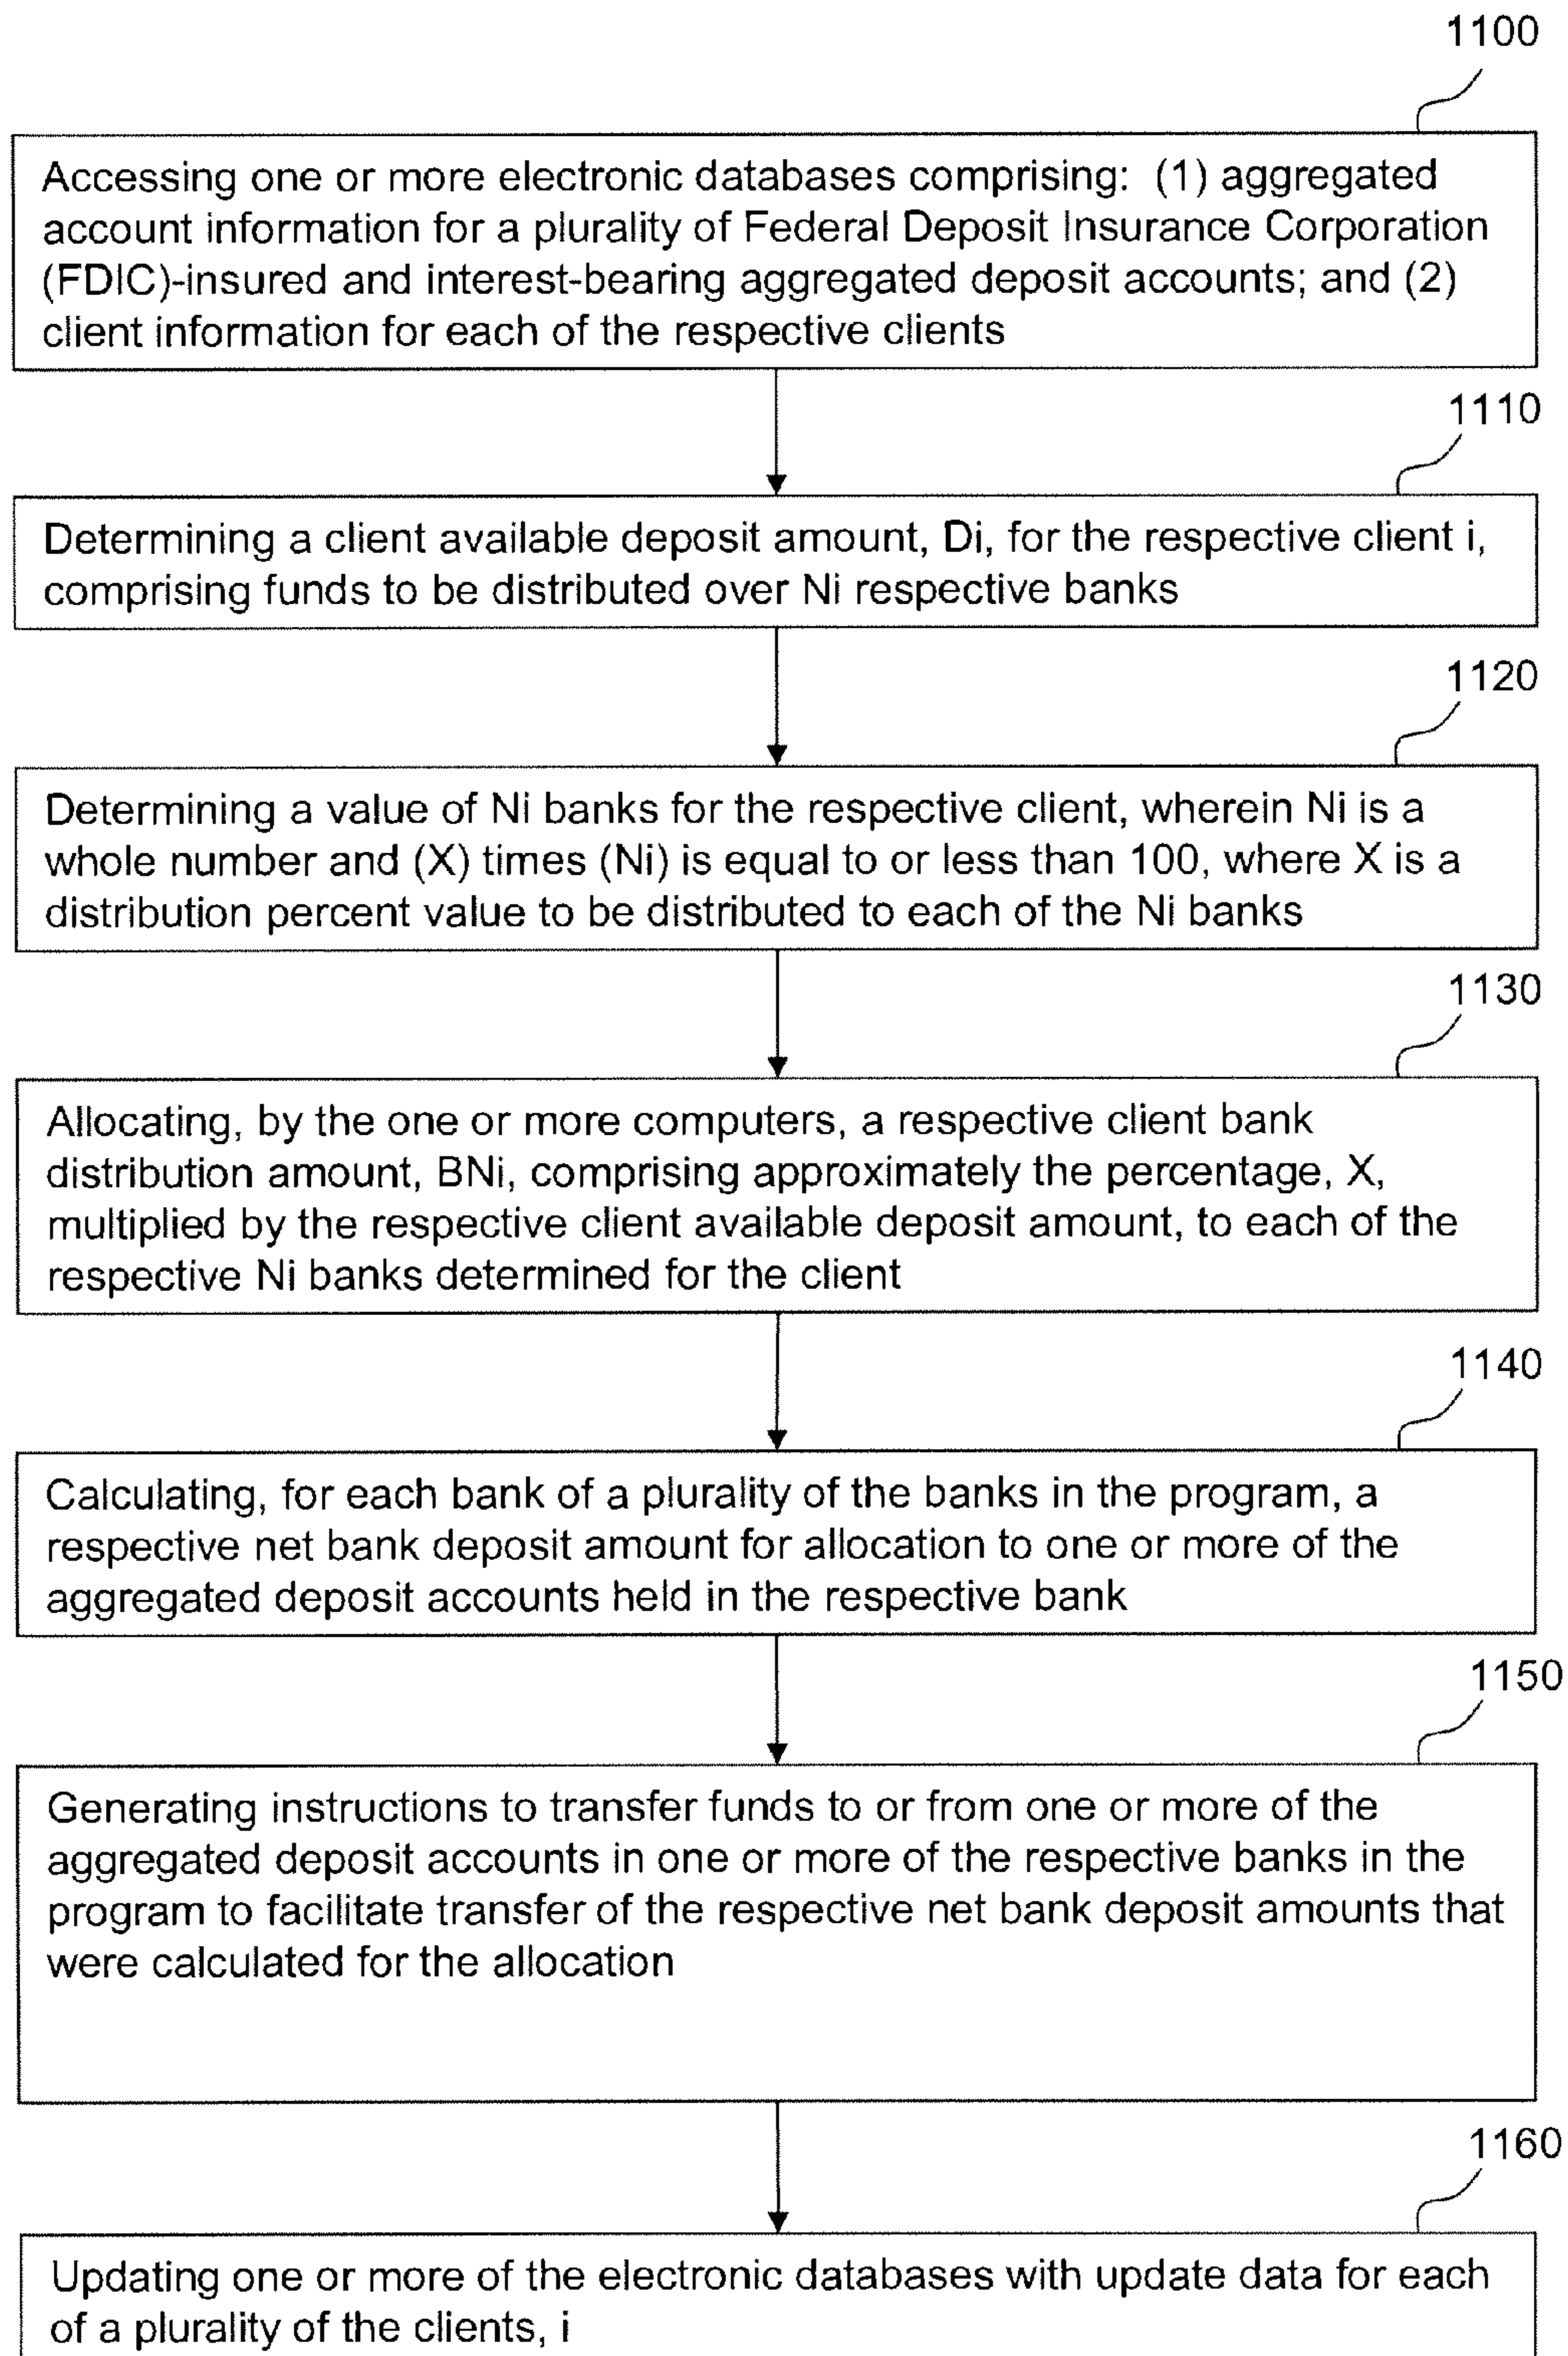 1100
Accessing one or more electronic databases comprising: (1) aggregated
account information for a plurality of Federal Deposit Insurance Corporation
(FDIC)-insured and interest-bearing aggregated deposit accounts; and (2)
client information for each of the respective clients
1110
Determining a client available deposit amount, Di, for the respective client i,
comprising funds to be distributed over Ni respective banks
1120
Determining a value of Ni banks for the respective client, wherein Ni is a
whole number and (X) times (Ni) is equal to or less than 100, where X is a
distribution percent value to be distributed to each of the Ni banks
1130
Allocating, by the one or more computers, a respective client bank
distribution amount, BNi, comprising approximately the percentage, X,
multiplied by the respective client available deposit amount, to each of the
respective Ni banks determined for the client
1140
Calculating, for each bank of a plurality of the banks in the program, a
respective net bank deposit amount for allocation to one or more of the
aggregated deposit accounts held in the respective bank
1150
Generating instructions to transfer funds to or from one or more of the
aggregated deposit accounts in one or more of the respective banks in the
program to facilitate transfer of the respective net bank deposit amounts that
were calculated for the allocation
1160
Updating one or more of the electronic databases with update data for each
of a plurality of the clients, i